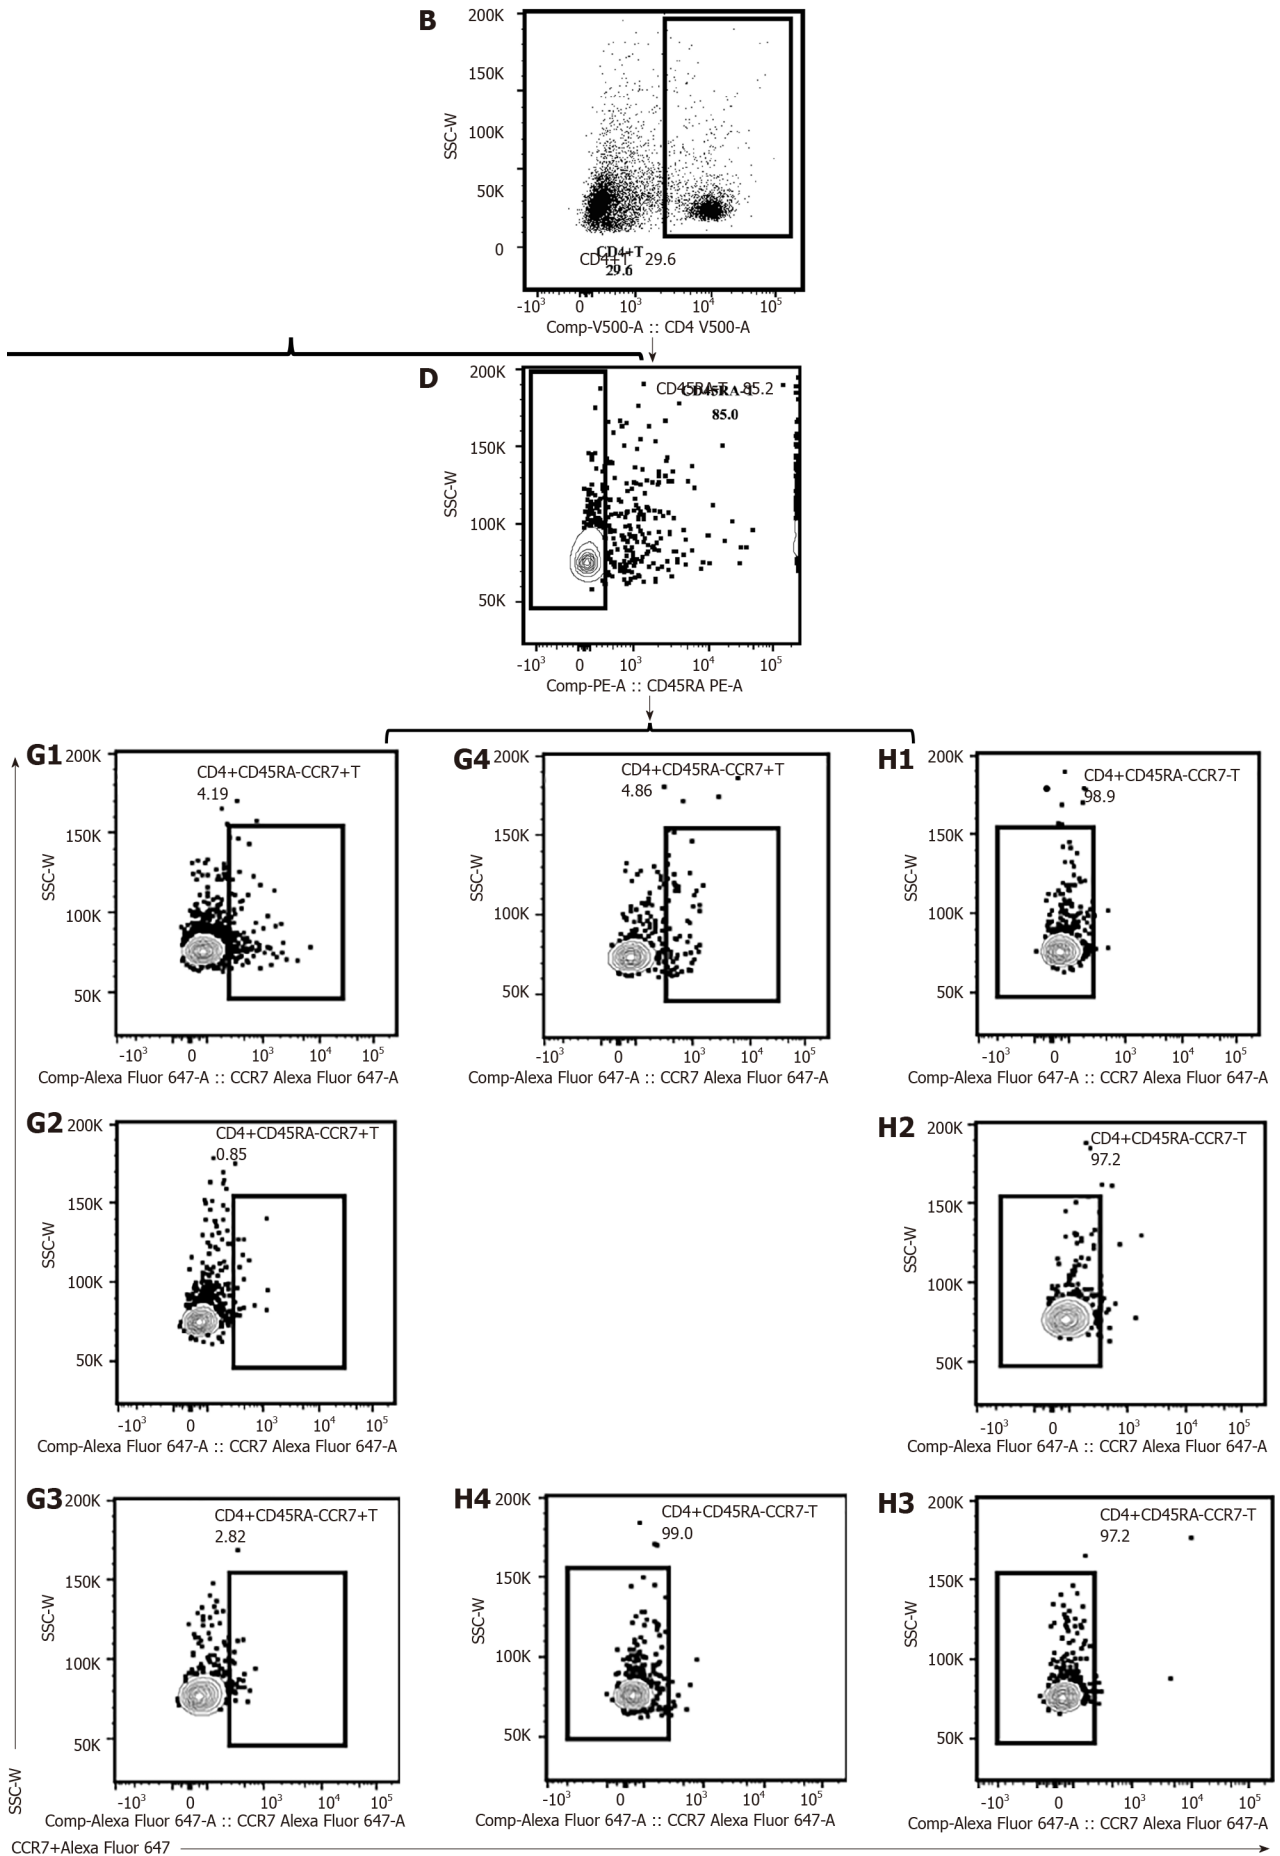 B
200K
150K
100K
50K
0
SSC-W
CD4+T
CD4+T 29.6
29.6
-10³ 0 10³ 10⁴ 10⁵
Comp-V500-A :: CD4 V500-A
D
200K
150K
100K
50K
SSC-W
CD45RA-T 85.2
CD45RA-T
85.0
-10³ 0 10³ 10⁴ 10⁵
Comp-PE-A :: CD45RA PE-A
G1
200K
150K
100K
50K
SSC-W
CD4+CD45RA-CCR7+T
4.19
-10³ 0 10³ 10⁴ 10⁵
Comp-Alexa Fluor 647-A :: CCR7 Alexa Fluor 647-A
G4
200K
150K
100K
50K
SSC-W
CD4+CD45RA-CCR7+T
4.86
-10³ 0 10³ 10⁴ 10⁵
Comp-Alexa Fluor 647-A :: CCR7 Alexa Fluor 647-A
H1
200K
150K
100K
50K
SSC-W
CD4+CD45RA-CCR7-T
98.9
-10³ 0 10³ 10⁴ 10⁵
Comp-Alexa Fluor 647-A :: CCR7 Alexa Fluor 647-A
G2
200K
150K
100K
50K
SSC-W
CD4+CD45RA-CCR7+T
0.85
-10³ 0 10³ 10⁴ 10⁵
Comp-Alexa Fluor 647-A :: CCR7 Alexa Fluor 647-A
H2
200K
150K
100K
50K
SSC-W
CD4+CD45RA-CCR7-T
97.2
-10³ 0 10³ 10⁴ 10⁵
Comp-Alexa Fluor 647-A :: CCR7 Alexa Fluor 647-A
G3
200K
150K
100K
50K
SSC-W
CD4+CD45RA-CCR7+T
2.82
-10³ 0 10³ 10⁴ 10⁵
Comp-Alexa Fluor 647-A :: CCR7 Alexa Fluor 647-A
H4
200K
150K
100K
50K
SSC-W
CD4+CD45RA-CCR7-T
99.0
-10³ 0 10³ 10⁴ 10⁵
Comp-Alexa Fluor 647-A :: CCR7 Alexa Fluor 647-A
H3
200K
150K
100K
50K
SSC-W
CD4+CD45RA-CCR7-T
97.2
-10³ 0 10³ 10⁴ 10⁵
Comp-Alexa Fluor 647-A :: CCR7 Alexa Fluor 647-A
SSC-W
CCR7+Alexa Fluor 647